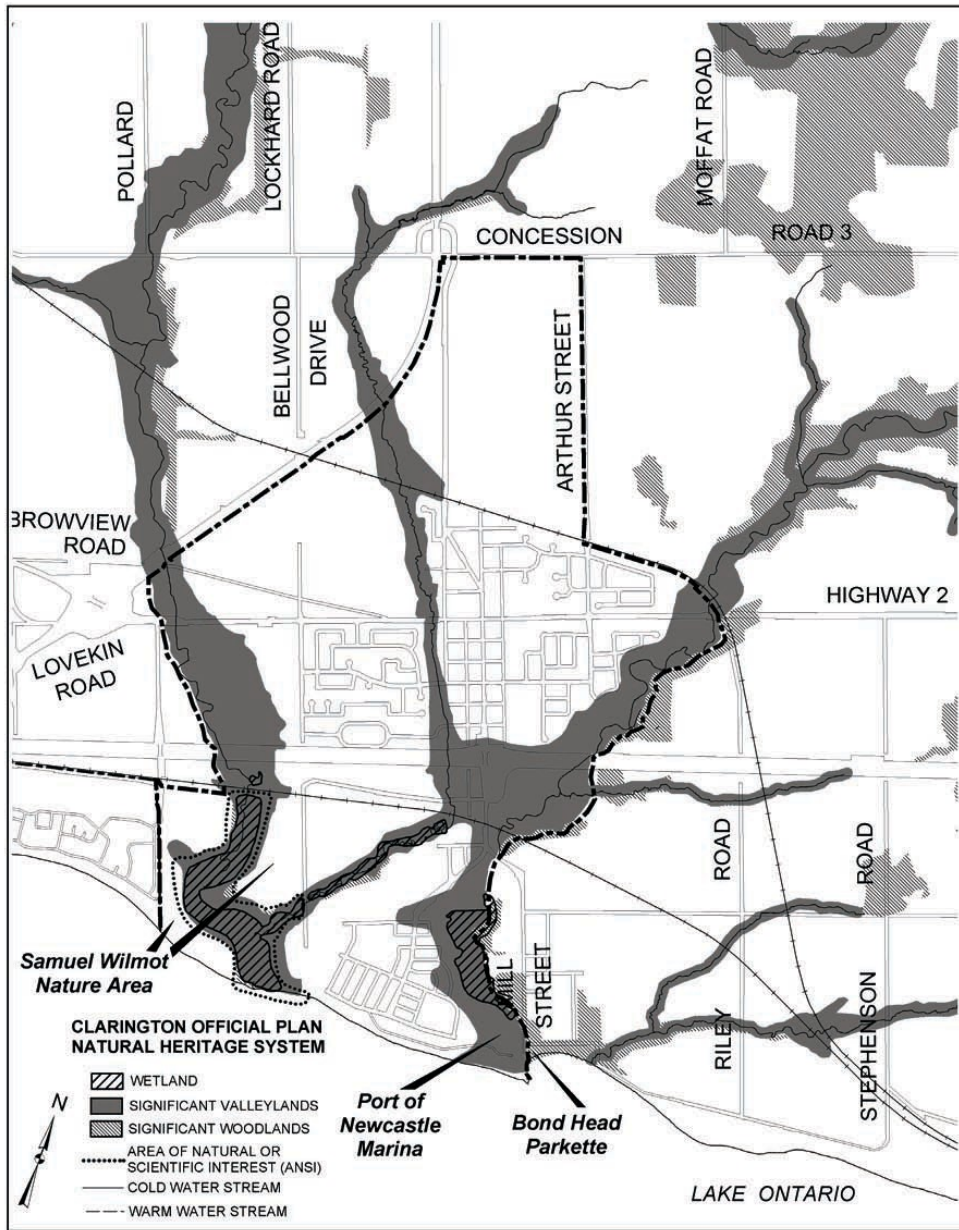 POLLARD
LOCKHARD ROAD
MOFFAT ROAD
CONCESSION
ROAD 3
BELLWOOD
DRIVE
ARTHUR STREET
BROWVIEW
ROAD
HIGHWAY 2
LOVEKIN
ROAD
ROAD
ROAD
Samuel Wilmot
Nature Area
MILL
STREET
RILEY
STEPHENSON
CLARINGTON OFFICIAL PLAN
NATURAL HERITAGE SYSTEM
WETLAND
SIGNIFICANT VALLEYLANDS
SIGNIFICANT WOODLANDS
AREA OF NATURAL OR
SCIENTIFIC INTEREST (ANSI)
COLD WATER STREAM
WARM WATER STREAM
N
Port of
Newcastle
Marina
Bond Head
Parkette
LAKE ONTARIO